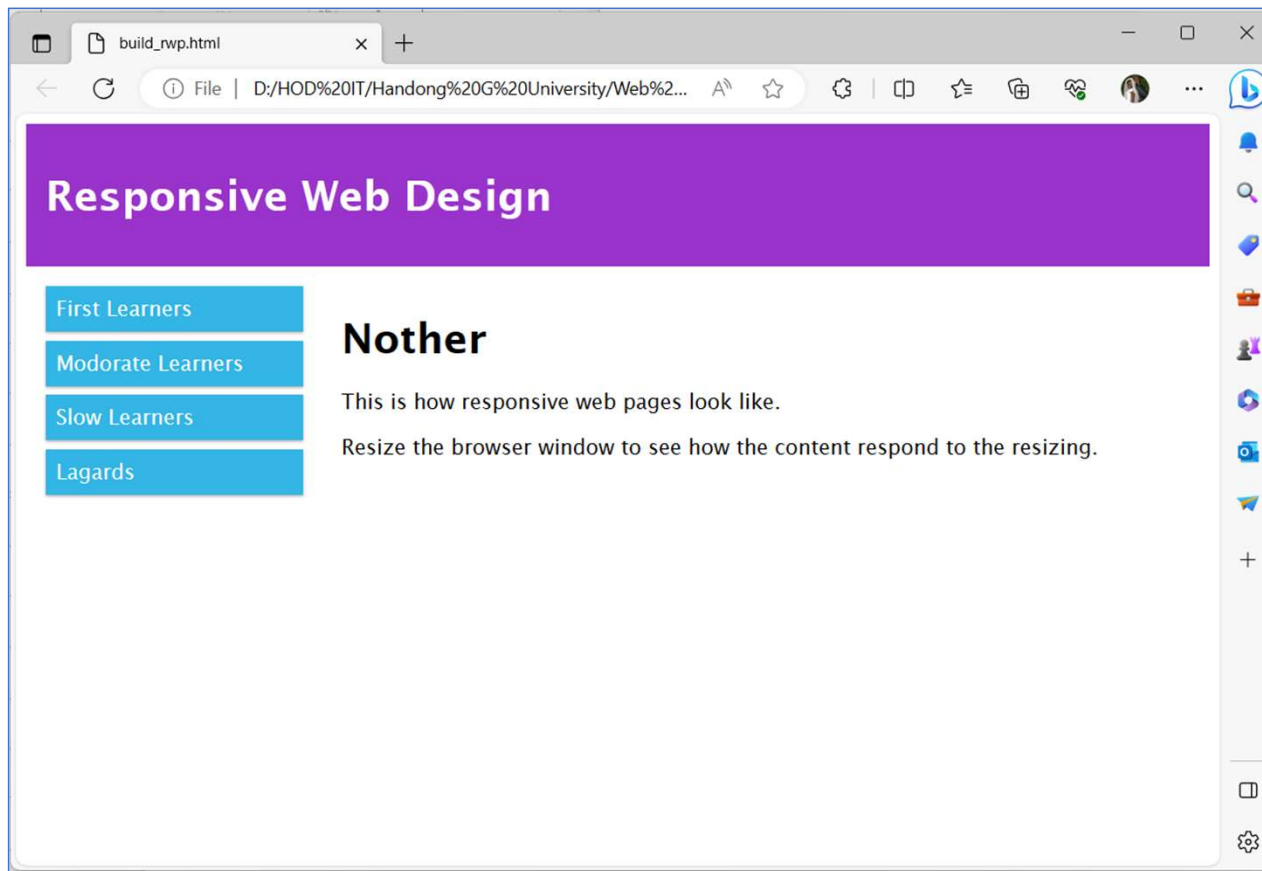 build_rwp.html
File | D:/HOD%20IT/Handong%20G%20University/Web%2...
Responsive Web Design
First Learners
Modorate Learners
Slow Learners
Lagards
Nother
This is how responsive web pages look like.
Resize the browser window to see how the content respond to the resizing.